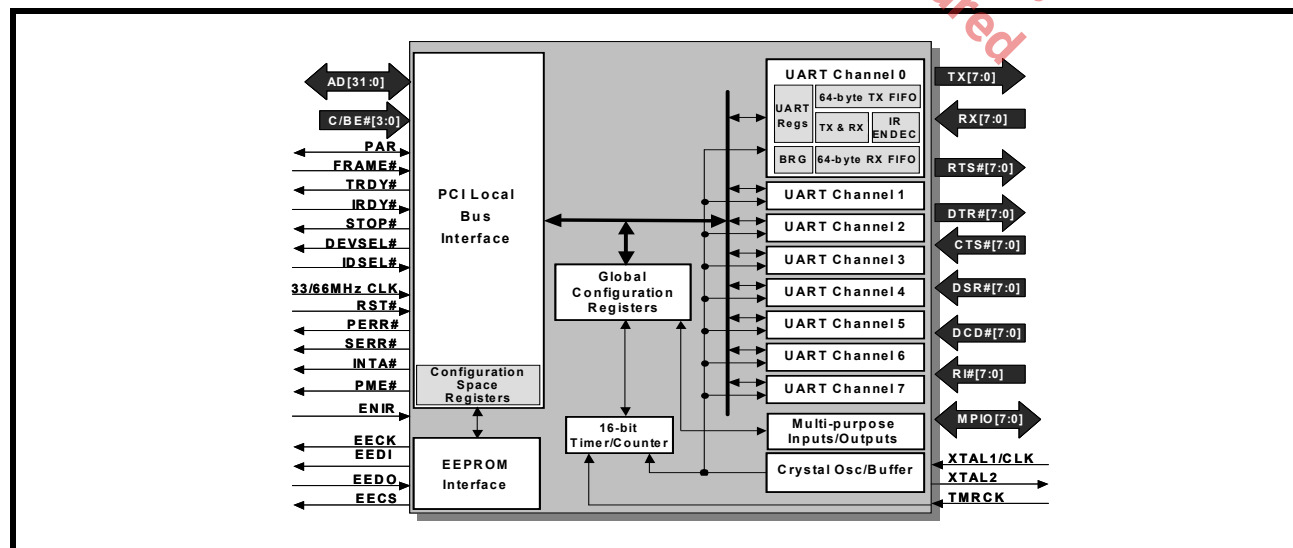 AD[31:0]
C/BE#[3:0]
PAR
FRAME#
TRDY#
IRDY#
STOP#
DEVSEL#
IDSEL#
33/66MHz CLK
RST#
PERR#
SERR#
INTA#
PME#
ENIR
EECK
EEDI
EEDO
EECS
PCI Local
Bus
Interface
Configuration
Space
Registers
EEPROM
Interface
Global
Configuration
Registers
16-bit
Timer/Counter
UART Channel 0
UART
Regs
64-byte TX FIFO
TX & RX
IR
ENDEC
BRG
64-byte RX FIFO
UART Channel 1
UART Channel 2
UART Channel 3
UART Channel 4
UART Channel 5
UART Channel 6
UART Channel 7
Multi-purpose
Inputs/Outputs
Crystal Osc/Buffer
TX[7:0]
RX[7:0]
RTS#[7:0]
DTR#[7:0]
CTS#[7:0]
DSR#[7:0]
DCD#[7:0]
RI#[7:0]
MPIO[7:0]
XTAL1/CLK
XTAL2
TMRCK